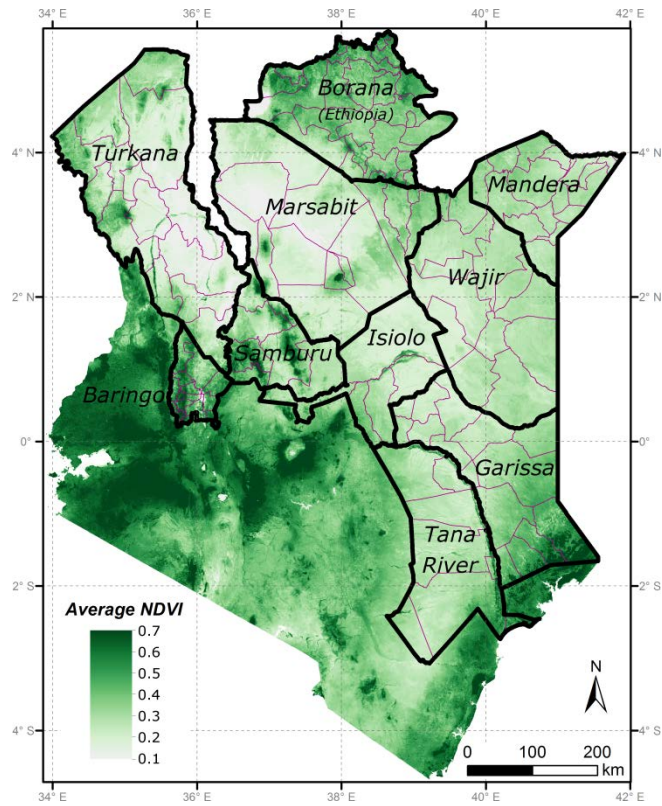 34° E
36° E
38° E
40° E
42° E
Borana
(Ethiopia)
4° N
4° N
Turkana
Mandera
Marsabit
Wajir
2° N
2° N
Isiolo
Samburu
Baringo
0°
0°
Garissa
Tana
River
2° S
2° S
Average NDVI
0.7
0.6
0.5
0.4
0.3
0.2
0.1
N
4° S
4° S
0 100 200
km
34° E
36° E
38° E
40° E
42° E